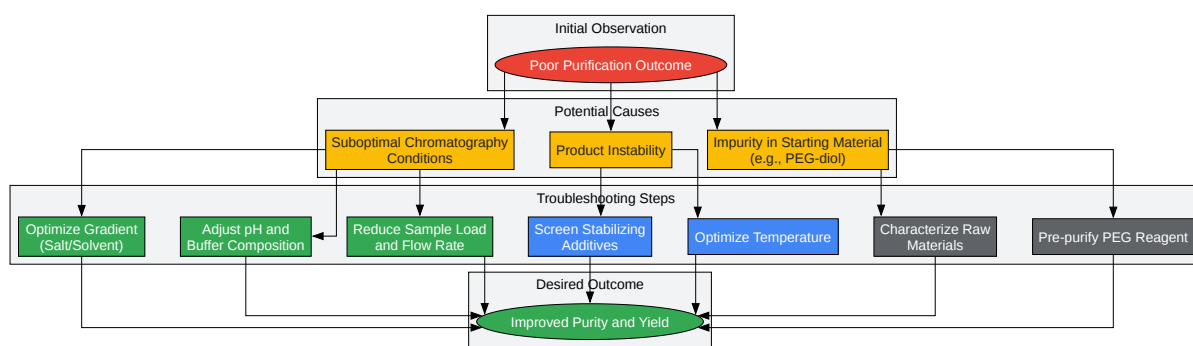 Initial Observation
Poor Purification Outcome
Potential Causes
Suboptimal Chromatography
Conditions
Product Instability
Impurity in Starting Material
(e.g., PEG-diol)
Troubleshooting Steps
Optimize Gradient
(Salt/Solvent)
Adjust pH and
Buffer Composition
Reduce Sample Load
and Flow Rate
Screen Stabilizing
Additives
Optimize Temperature
Characterize Raw
Materials
Pre-purify PEG Reagent
Desired Outcome
Improved Purity and Yield